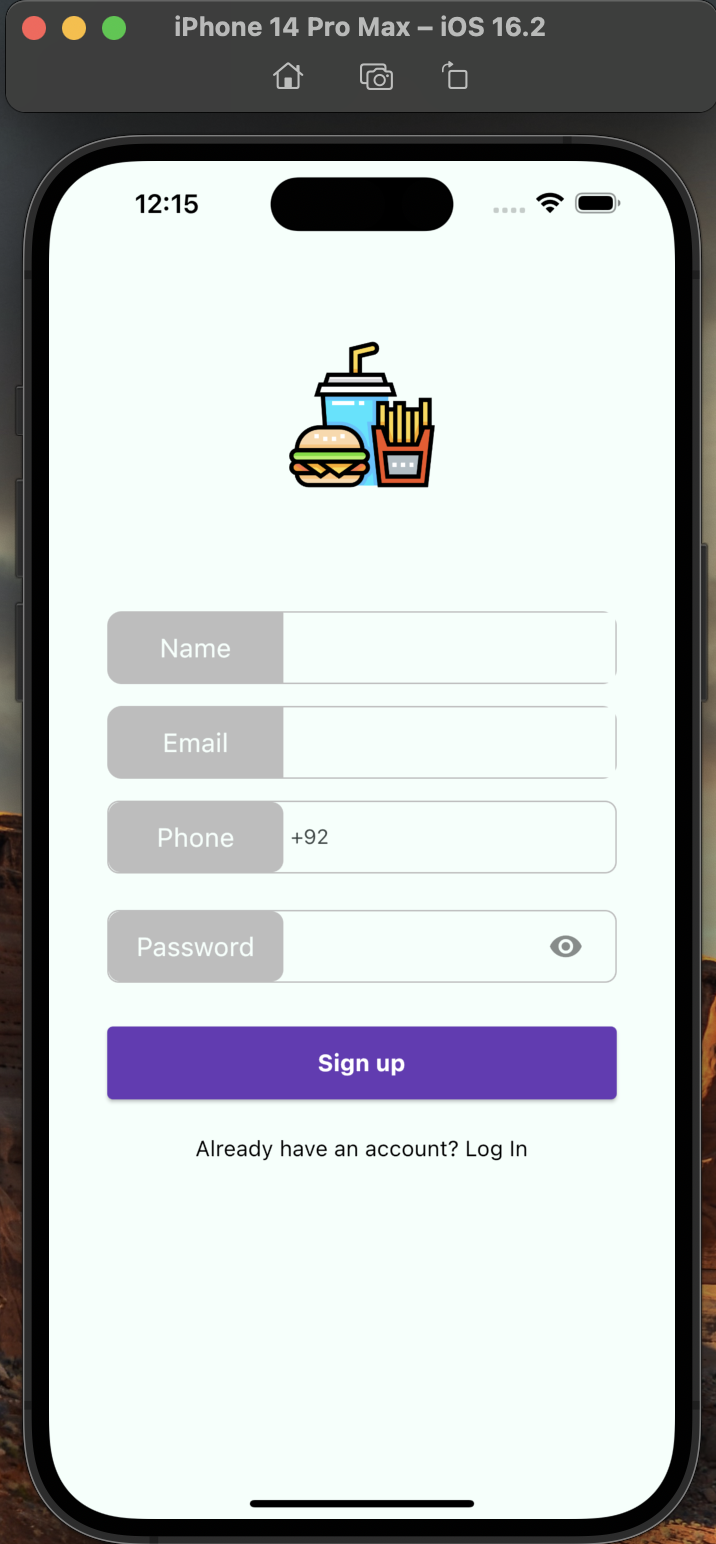 iPhone 14 Pro Max – iOS 16.2
12:15
Name
Email
Phone +92
Password
Sign up
Already have an account? Log In